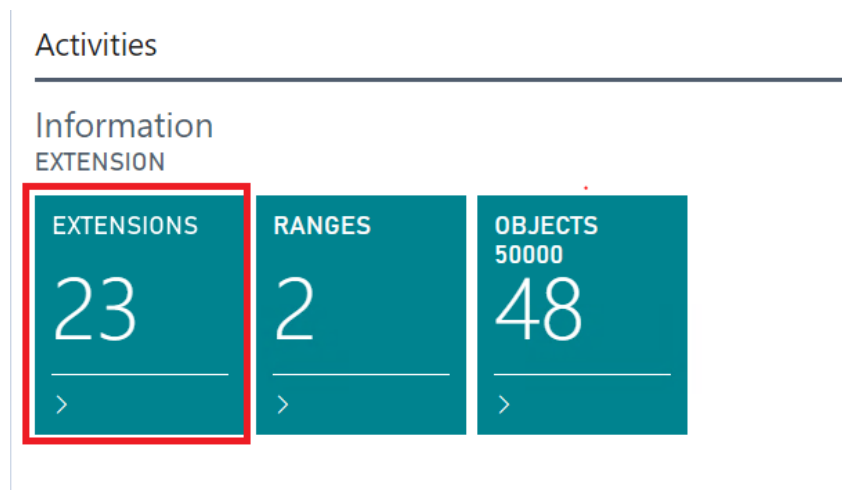 Activities
Information
EXTENSION
EXTENSIONS
23
RANGES
2
OBJECTS
50000
48